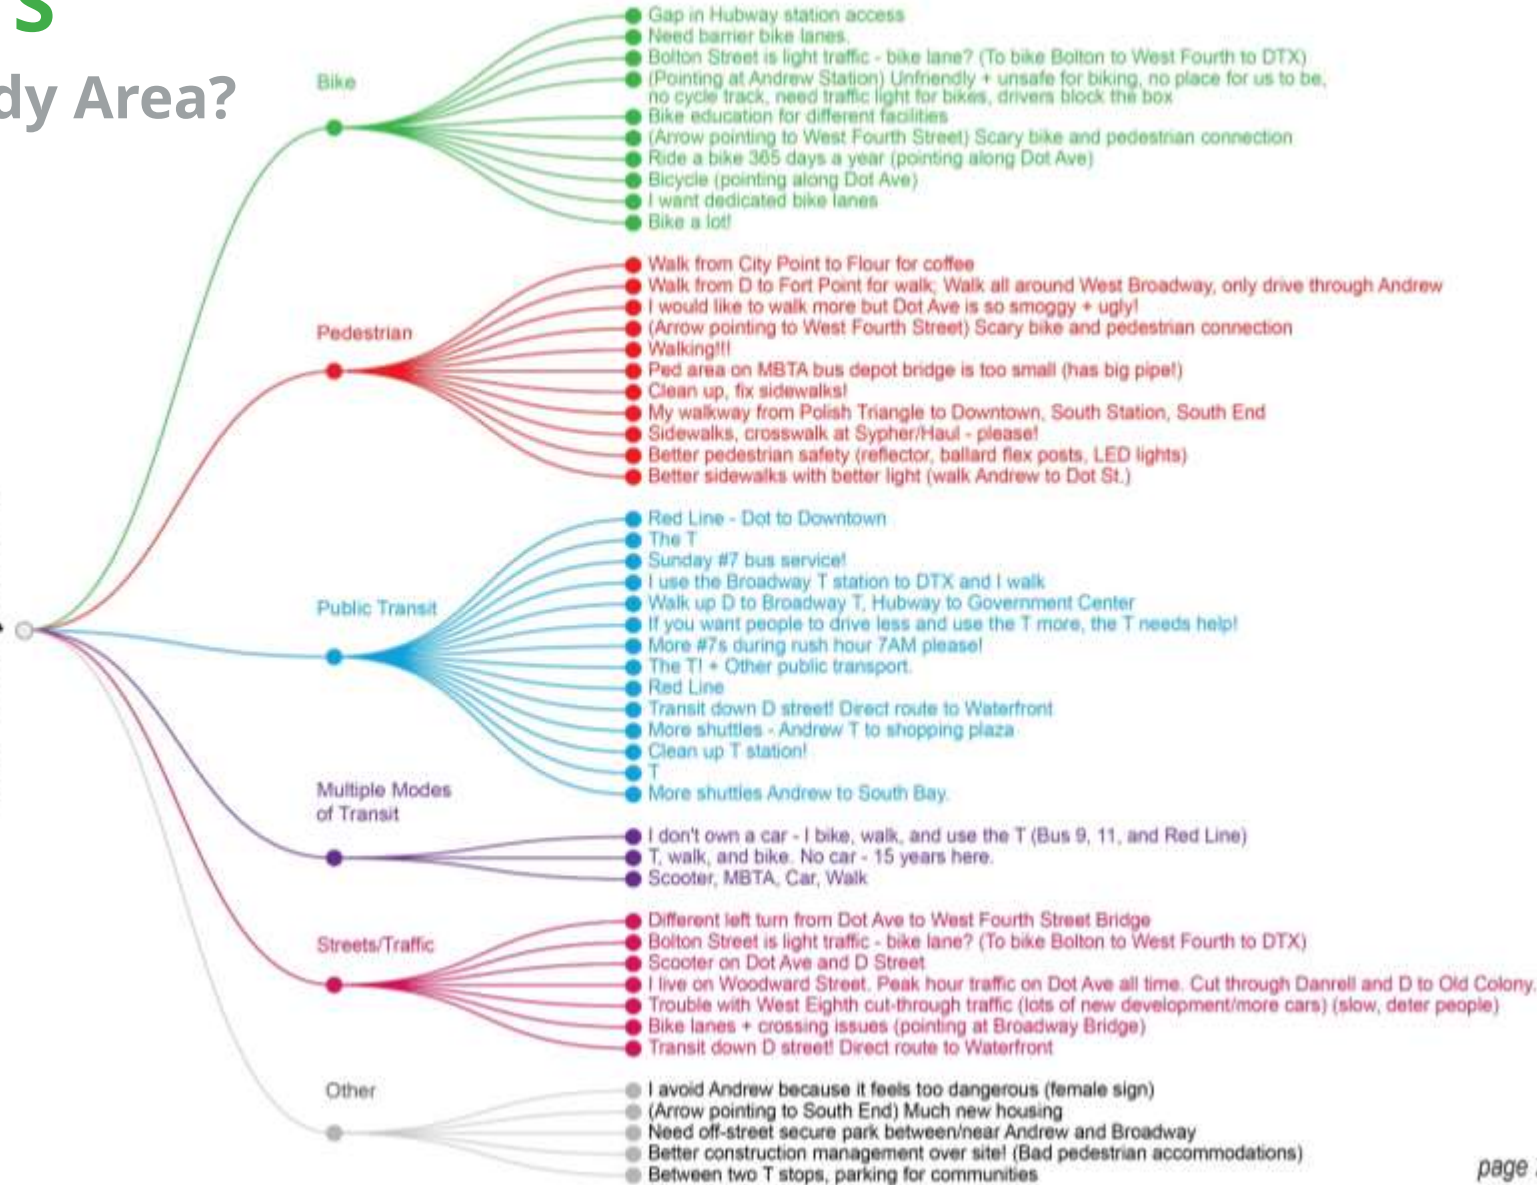 S
dy Area?
Bike
Gap in Hubway station access
Need barrier bike lanes.
Bolton Street is light traffic - bike lane? (To bike Bolton to West Fourth to DTX)
(Pointing at Andrew Station) Unfriendly + unsafe for biking, no place for us to be,
no cycle track, need traffic light for bikes, drivers block the box
Bike education for different facilities
(Arrow pointing to West Fourth Street) Scary bike and pedestrian connection
Ride a bike 365 days a year (pointing along Dot Ave)
Bicycle (pointing along Dot Ave)
I want dedicated bike lanes
Bike a lot!
Pedestrian
Walk from City Point to Flour for coffee
Walk from D to Fort Point for walk; Walk all around West Broadway, only drive through Andrew
I would like to walk more but Dot Ave is so smoggy + ugly!
(Arrow pointing to West Fourth Street) Scary bike and pedestrian connection
Walking!!!
Ped area on MBTA bus depot bridge is too small (has big pipe!)
Clean up, fix sidewalks!
My walkway from Polish Triangle to Downtown, South Station, South End
Sidewalks, crosswalk at Sypher/Haul - please!
Better pedestrian safety (reflector, ballard flex posts, LED lights)
Better sidewalks with better light (walk Andrew to Dot St.)
Public Transit
Red Line - Dot to Downtown
The T
Sunday #7 bus service!
I use the Broadway T station to DTX and I walk
Walk up D to Broadway T, Hubway to Government Center
If you want people to drive less and use the T more, the T needs help!
More #7s during rush hour 7AM please!
The T! + Other public transport.
Red Line
Transit down D street! Direct route to Waterfront
More shuttles - Andrew T to shopping plaza
Clean up T station!
T
More shuttles Andrew to South Bay.
Multiple Modes
of Transit
I don't own a car - I bike, walk, and use the T (Bus 9, 11, and Red Line)
T, walk, and bike. No car - 15 years here.
Scooter, MBTA, Car, Walk
Streets/Traffic
Different left turn from Dot Ave to West Fourth Street Bridge
Bolton Street is light traffic - bike lane? (To bike Bolton to West Fourth to DTX)
Scooter on Dot Ave and D Street
I live on Woodward Street. Peak hour traffic on Dot Ave all time. Cut through Danrell and D to Old Colony.
Trouble with West Eighth cut-through traffic (lots of new development/more cars) (slow, deter people)
Bike lanes + crossing issues (pointing at Broadway Bridge)
Transit down D street! Direct route to Waterfront
Other
I avoid Andrew because it feels too dangerous (female sign)
(Arrow pointing to South End) Much new housing
Need off-street secure park between/near Andrew and Broadway
Better construction management over site! (Bad pedestrian accommodations)
Between two T stops, parking for communities
page